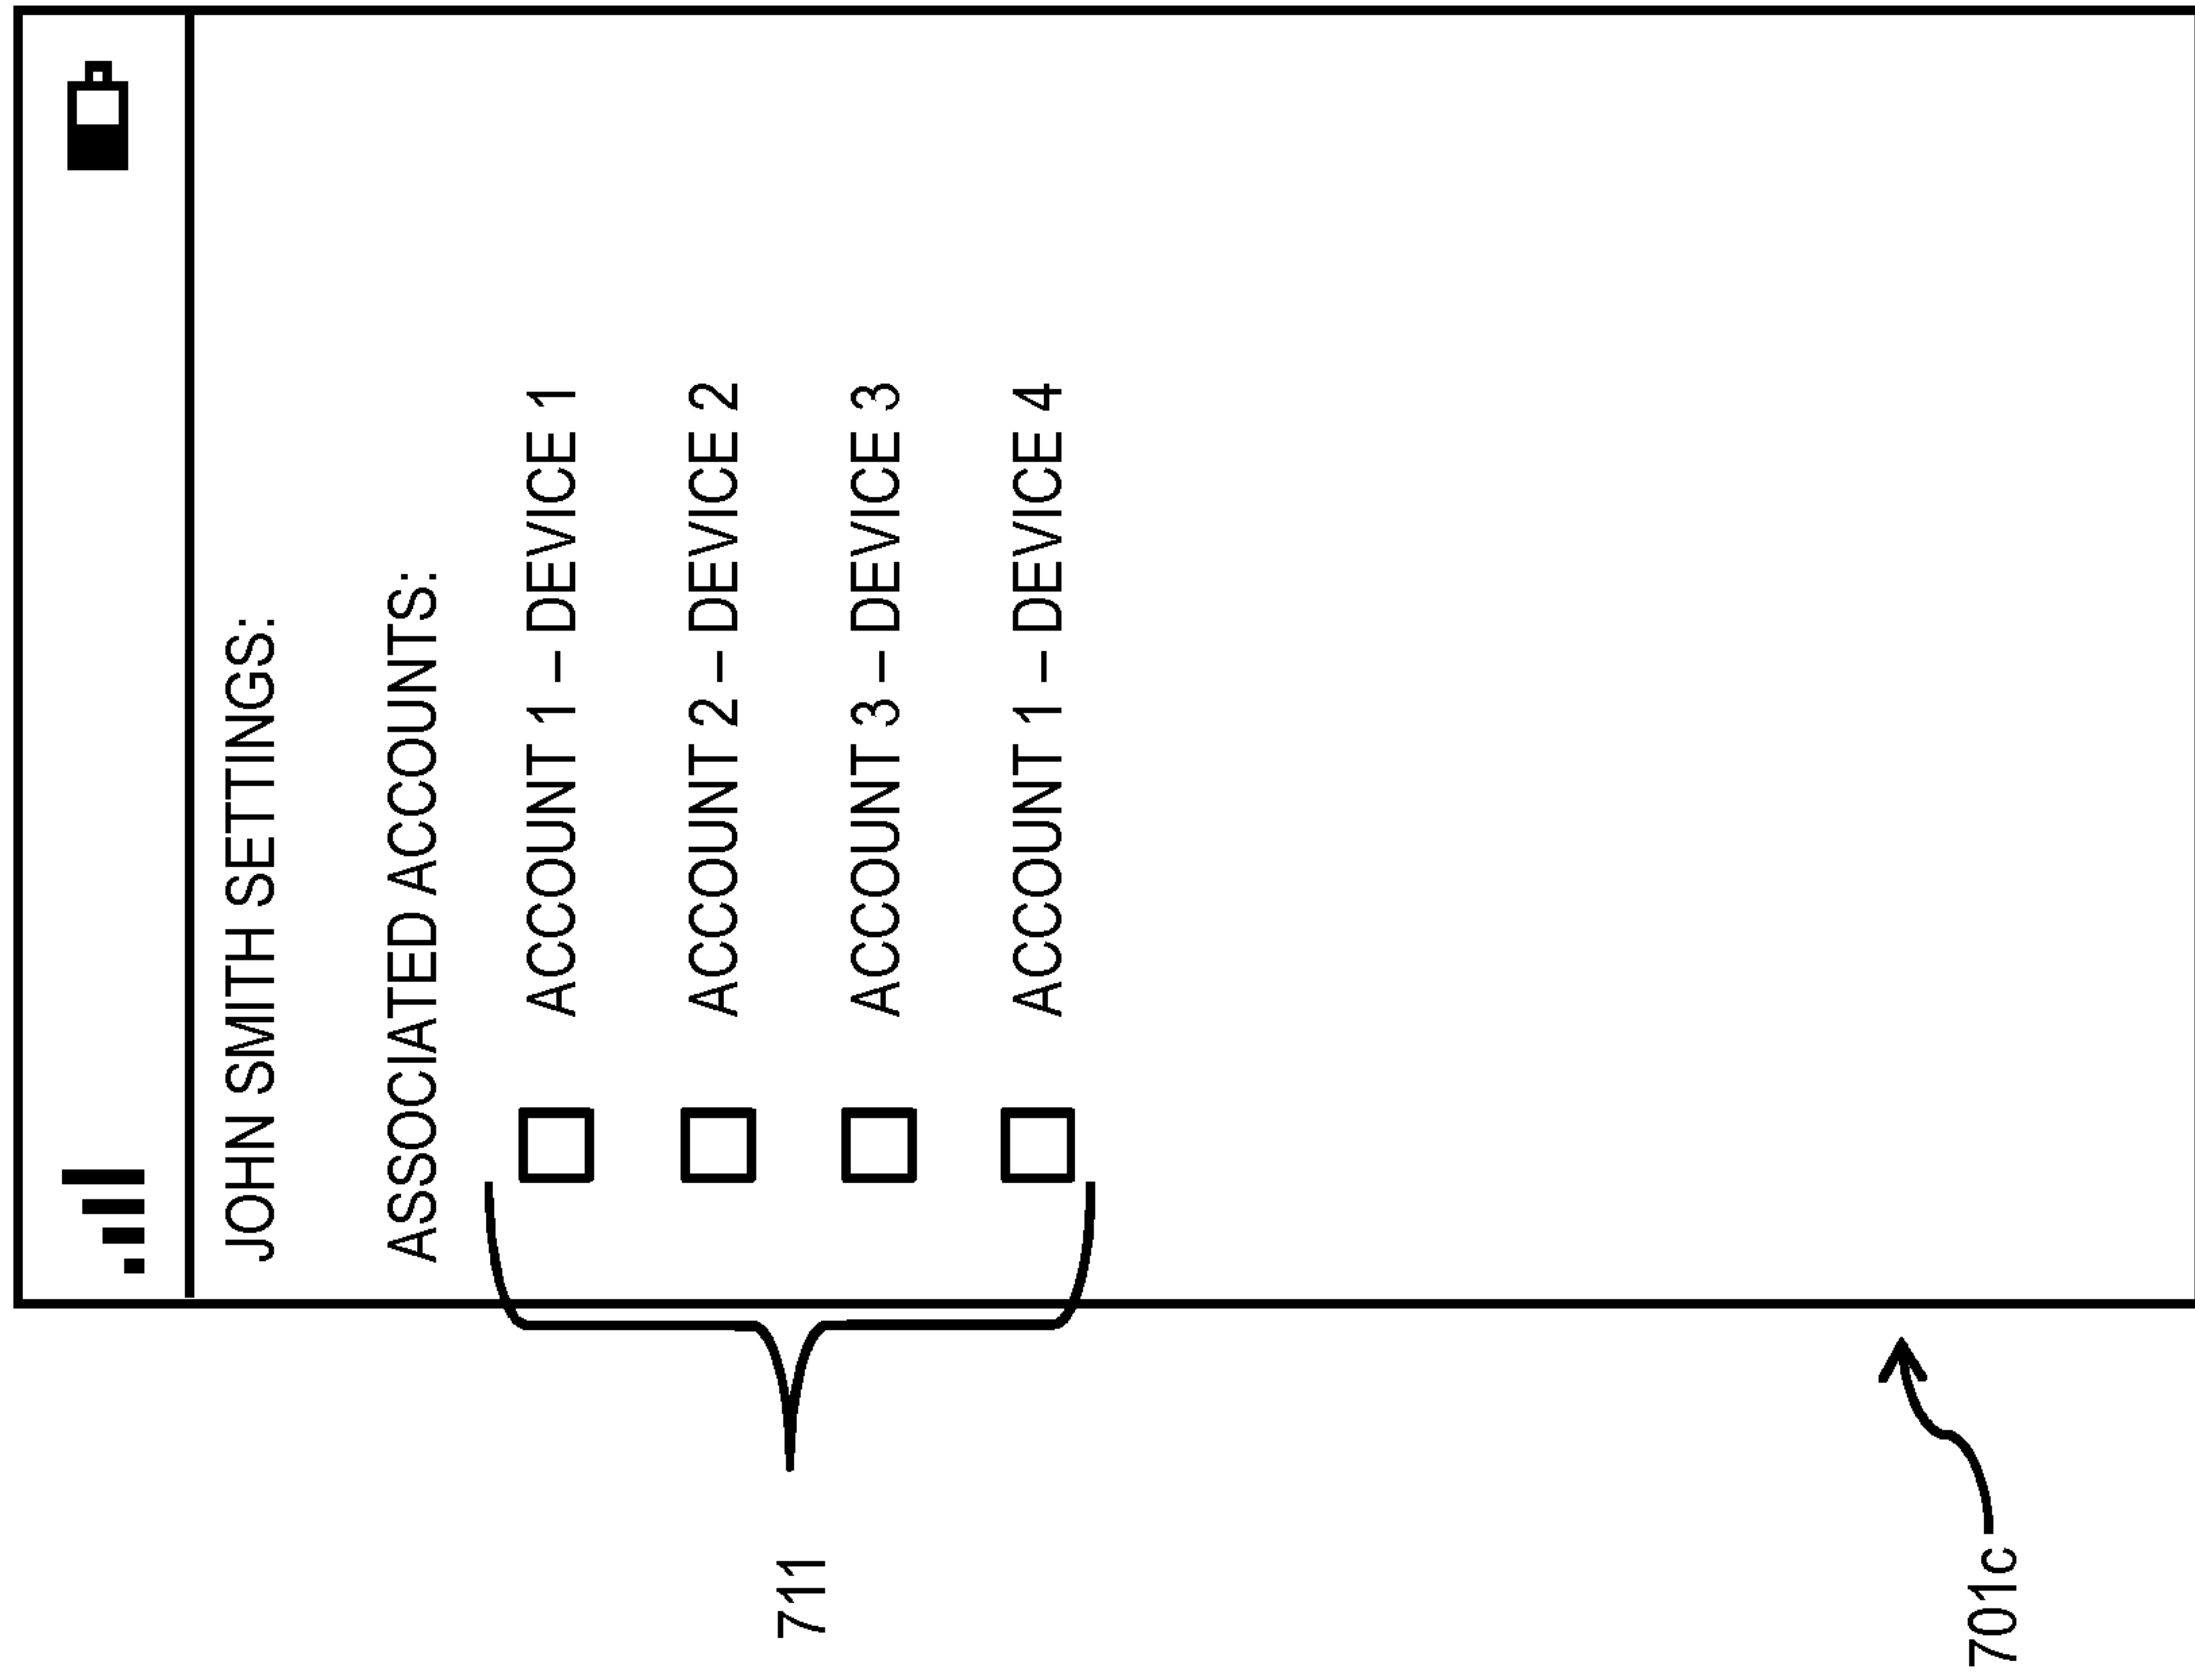 JOHN SMITH SETTINGS:
ASSOCIATED ACCOUNTS:
ACCOUNT 1 – DEVICE 1
ACCOUNT 2 – DEVICE 2
ACCOUNT 3 – DEVICE 3
ACCOUNT 1 – DEVICE 4
711
701c